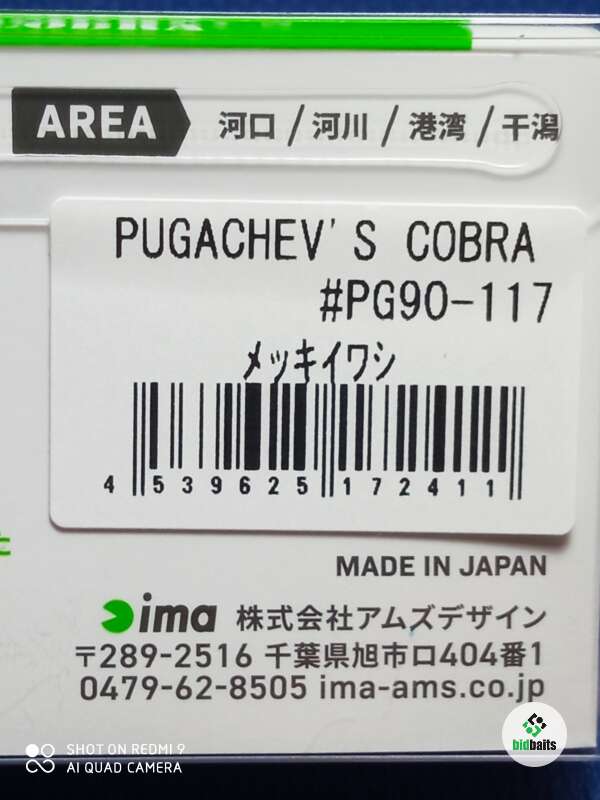 AREA 河口 / 河川 / 港湾 / 干潟
PUGACHEV'S COBRA
#PG90-117
メッキイワシ
4 539625 172411
MADE IN JAPAN
ima 株式会社アムズデザイン
〒289-2516 千葉県旭市ロ404番1
0479-62-8505 ima-ams.co.jp
bidbaits
SHOT ON REDMI 9
AI QUAD CAMERA